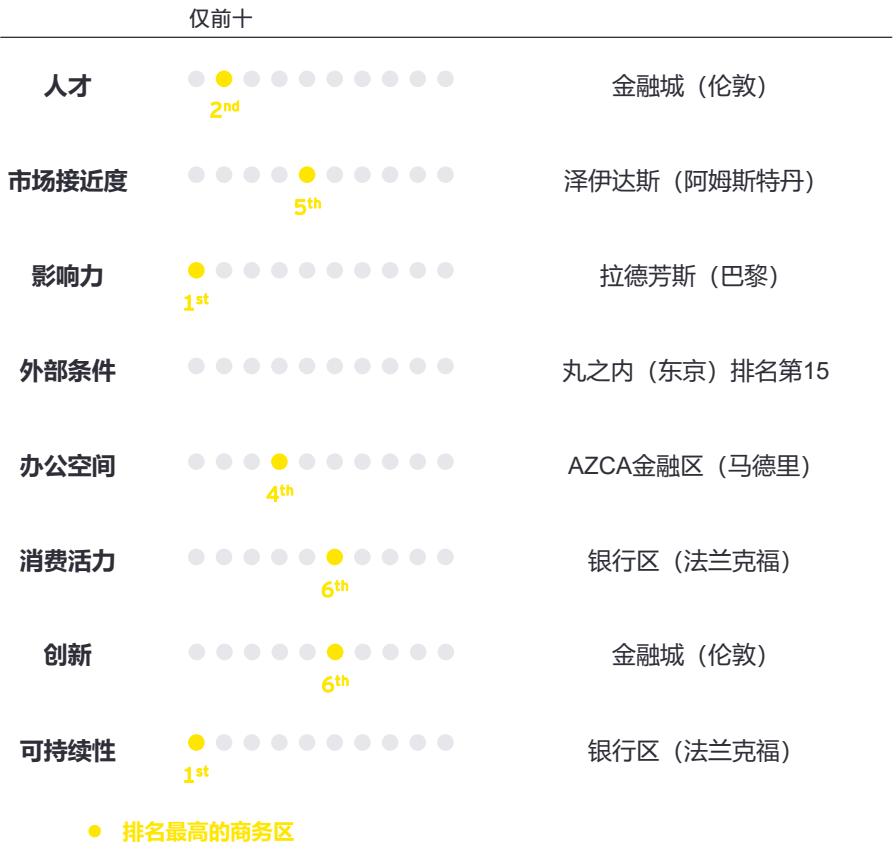 仅前十
人才
金融城（伦敦）
2nd
市场接近度
泽伊达斯（阿姆斯特丹）
5th
影响力
拉德芳斯（巴黎）
1st
外部条件
丸之内（东京）排名第15
办公空间
AZCA金融区（马德里）
4th
消费活力
银行区（法兰克福）
6th
创新
金融城（伦敦）
6th
可持续性
银行区（法兰克福）
1st
排名最高的商务区